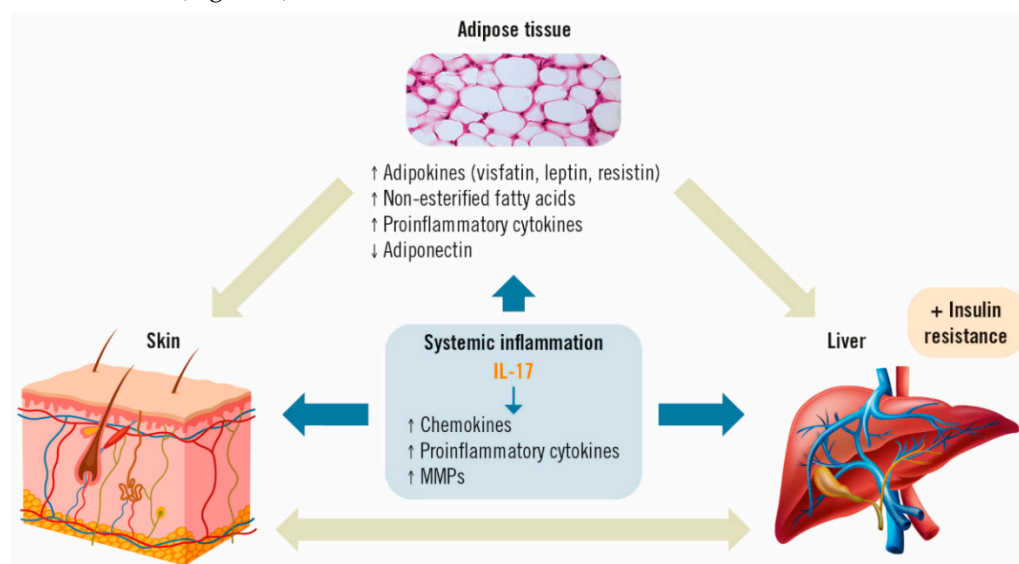 Adipose tissue
↑ Adipokines (visfatin, leptin, resistin)
↑ Non-esterified fatty acids
↑ Proinflammatory cytokines
↓ Adiponectin
+ Insulin
resistance
Skin
Systemic inflammation
Liver
IL-17
↑ Chemokines
↑ Proinflammatory cytokines
↑ MMPs